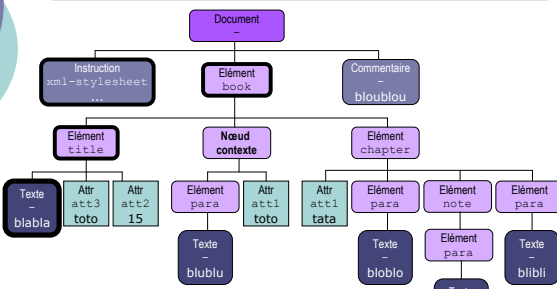 Document
–
Instruction
xml-stylesheet
...
Elément
book
Commentaire
–
bloublou
Elément
title
Nœud
contexte
Elément
chapter
Texte
–
blabla
Attr
att3
toto
Attr
att2
15
Elément
para
Attr
att1
toto
Attr
att1
tata
Elément
para
Elément
note
Elément
para
Texte
–
blublu
Texte
–
bloblo
Elément
para
Texte
–
blibli